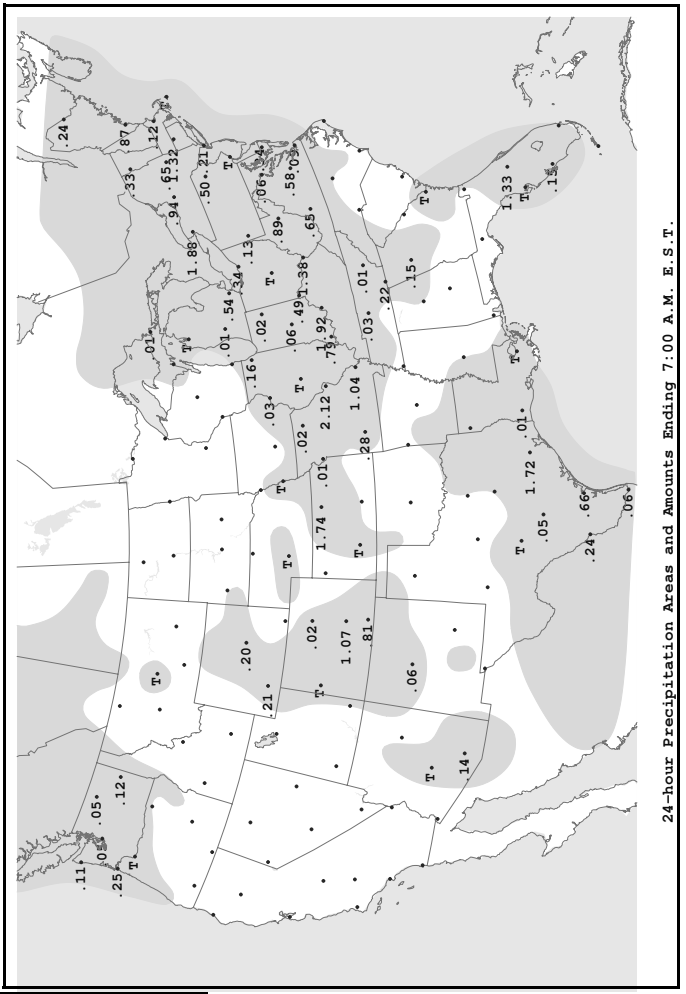 .24
.11
.05
.25 .12 .87
.33
T
.01 .12
T
.65 T
.94 1.32
T
1.88
.50 .21
.01
.54 T
.34
.20 .13
.16
.02 .06
.21 .03 T
.89
T
T .06 .58
.49
T
.02 1.38
.02 .65
T 1.74 .01 1.92
2.12
.79
1.07
1.04
T .01
.81 .28 .03
.22
.06 .15
T
T
.14
1.33
T
T .01 T
1.72
.05
.15
.66
.24
.06
24-hour Precipitation Areas and Amounts Ending 7:00 A.M. E.S.T.